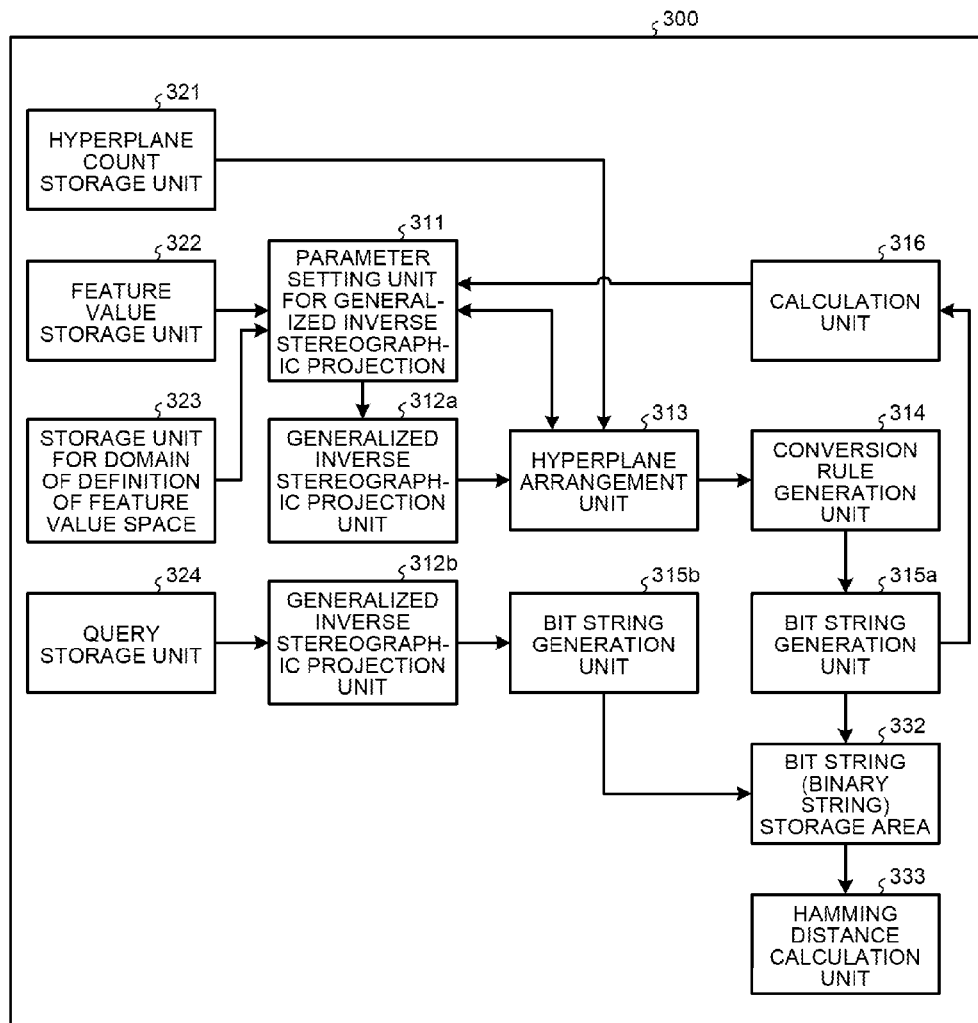 300
321
HYPERPLANE
COUNT
STORAGE UNIT
322
FEATURE
VALUE
STORAGE UNIT
311
PARAMETER
SETTING UNIT
FOR GENERAL-
IZED INVERSE
STEREOGRAPH-
IC PROJECTION
316
CALCULATION
UNIT
323
STORAGE UNIT
FOR DOMAIN
OF DEFINITION
OF FEATURE
VALUE SPACE
312a
GENERALIZED
INVERSE
STEREOGRAPH-
IC PROJECTION
UNIT
313
HYPERPLANE
ARRANGEMENT
UNIT
314
CONVERSION
RULE
GENERATION
UNIT
324
QUERY
STORAGE UNIT
312b
GENERALIZED
INVERSE
STEREOGRAPH-
IC PROJECTION
UNIT
315b
BIT STRING
GENERATION
UNIT
315a
BIT STRING
GENERATION
UNIT
332
BIT STRING
(BINARY
STRING)
STORAGE AREA
333
HAMMING
DISTANCE
CALCULATION
UNIT